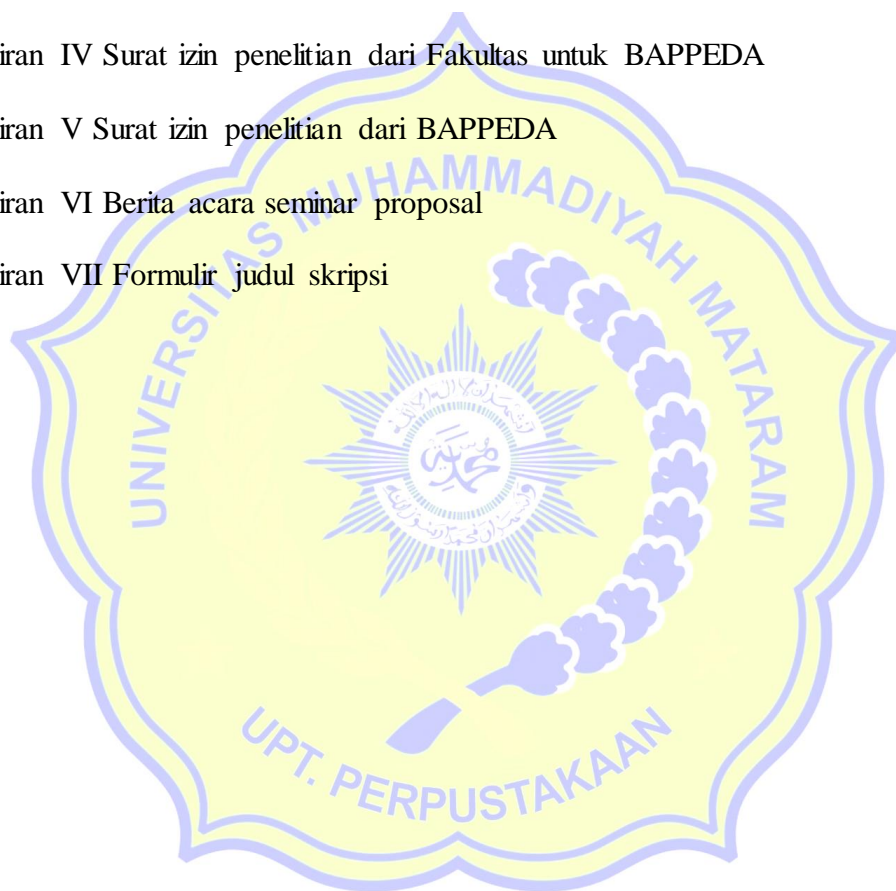 iran IV Surat izin penelitian dari Fakultas untuk BAPPEDA
iran V Surat izin penelitian dari BAPPEDA
iran VI Berita acara seminar proposal
iran VII Formulir judul skripsi
UNIVERSITAS MUHAMMADIYAH MATARAM
UPT. PERPUSTAKAAN